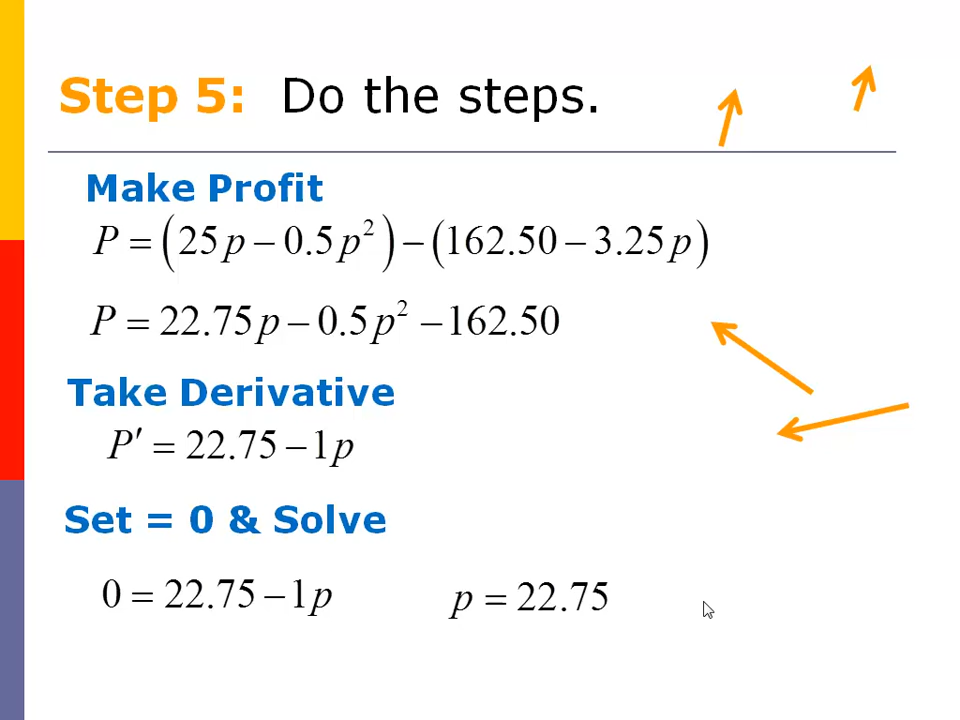 Step 5: Do the steps.
Make Profit
P = (25p − 0.5p²) − (162.50 − 3.25p)
P = 22.75p − 0.5p² − 162.50
Take Derivative
P′ = 22.75 − 1p
Set = 0 & Solve
0 = 22.75 − 1p p = 22.75